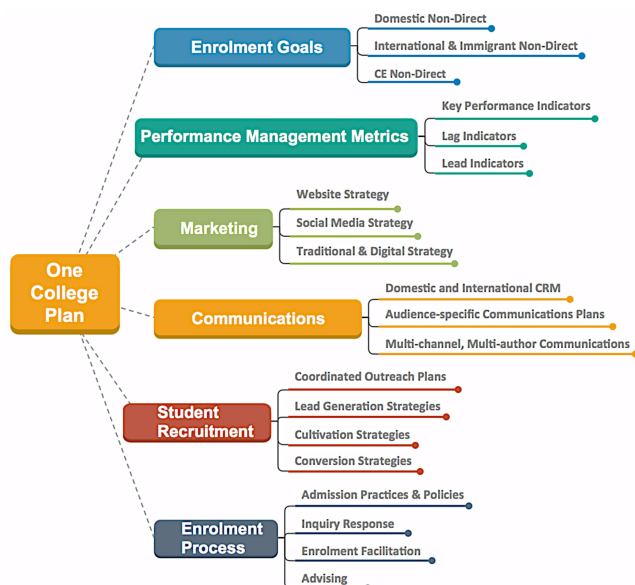 One
College
Plan
Enrolment Goals
Domestic Non-Direct
International & Immigrant Non-Direct
CE Non-Direct
Performance Management Metrics
Key Performance Indicators
Lag Indicators
Lead Indicators
Marketing
Website Strategy
Social Media Strategy
Traditional & Digital Strategy
Communications
Domestic and International CRM
Audience-specific Communications Plans
Multi-channel, Multi-author Communications
Student
Recruitment
Coordinated Outreach Plans
Lead Generation Strategies
Cultivation Strategies
Conversion Strategies
Enrolment
Process
Admission Practices & Policies
Inquiry Response
Enrolment Facilitation
Advising